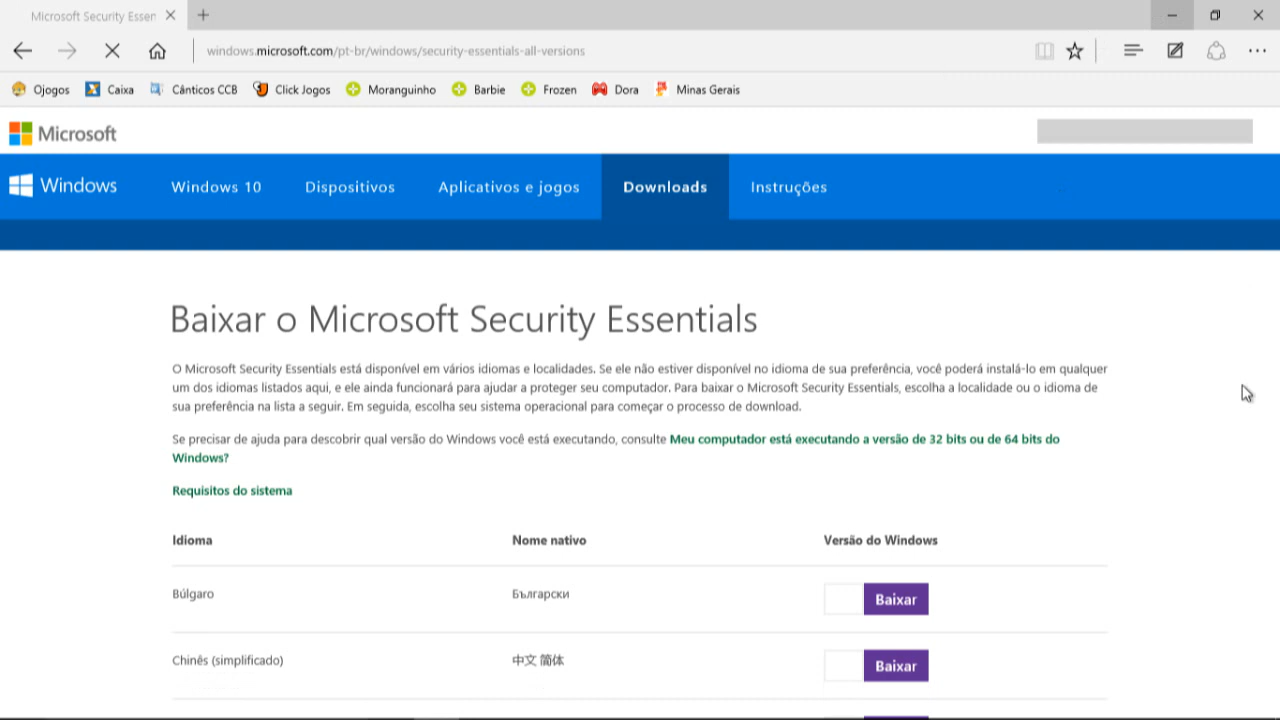 Microsoft Security Essen
windows.microsoft.com/pt-br/windows/security-essentials-all-versions
Ojogos Caixa Cânticos CCB Click Jogos Moranguinho Barbie Frozen Dora Minas Gerais
Microsoft
Windows Windows 10 Dispositivos Aplicativos e jogos Downloads Instruções
Baixar o Microsoft Security Essentials
O Microsoft Security Essentials está disponível em vários idiomas e localidades. Se ele não estiver disponível no idioma de sua preferência, você poderá instalá-lo em qualquer
um dos idiomas listados aqui, e ele ainda funcionará para ajudar a proteger seu computador. Para baixar o Microsoft Security Essentials, escolha a localidade ou o idioma de
sua preferência na lista a seguir. Em seguida, escolha seu sistema operacional para começar o processo de download.
Se precisar de ajuda para descobrir qual versão do Windows você está executando, consulte Meu computador está executando a versão de 32 bits ou de 64 bits do
Windows?
Requisitos do sistema
Idioma Nome nativo Versão do Windows
Búlgaro Български Baixar
Chinês (simplificado) 中文 简体 Baixar